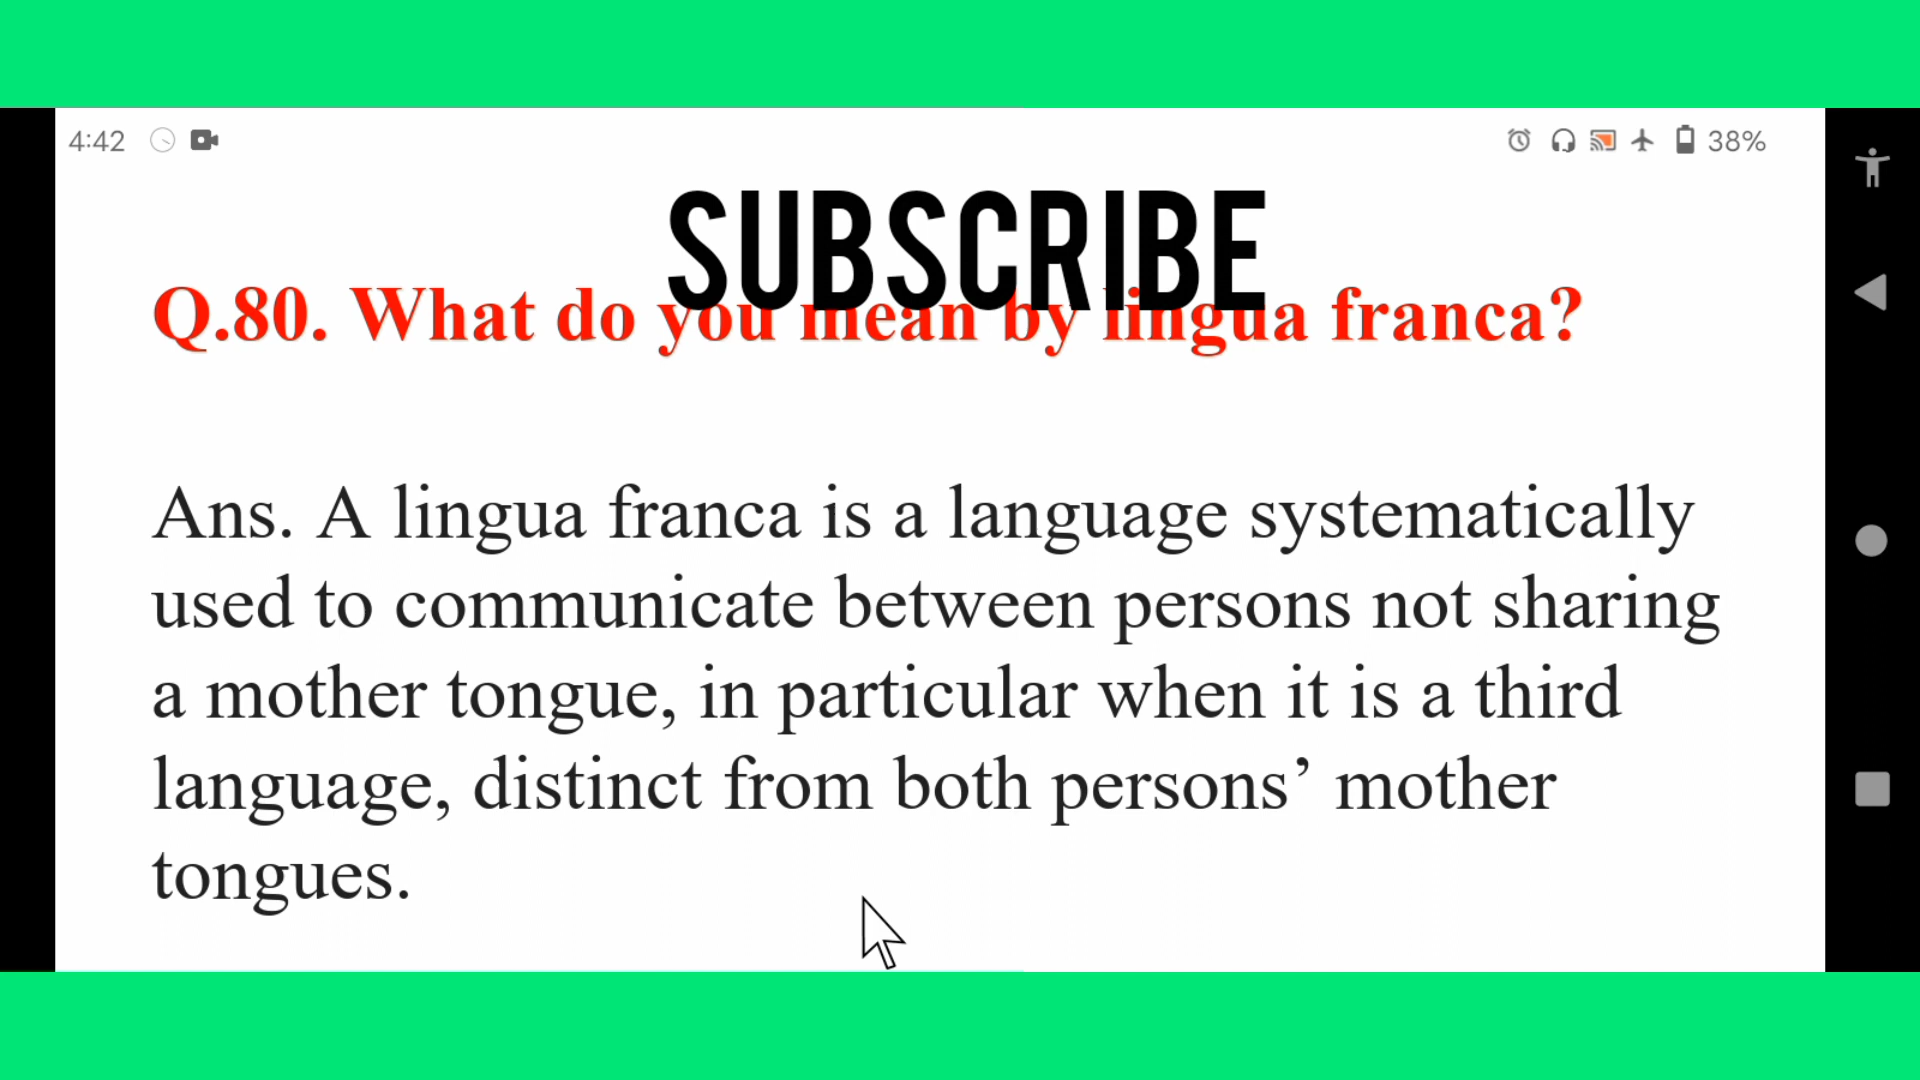 4:42
38%
SUBSCRIBE
Q.80. What do you mean by lingua franca?
Ans. A lingua franca is a language systematically
used to communicate between persons not sharing
a mother tongue, in particular when it is a third
language, distinct from both persons’ mother
tongues.